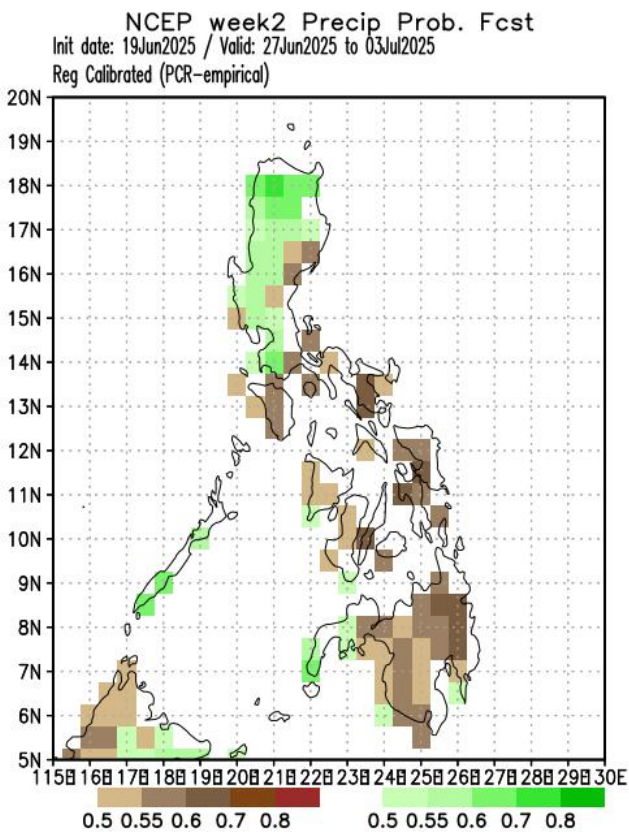 NCEP week2 Precip Prob. Fcst
Init date: 19Jun2025 / Valid: 27Jun2025 to 03Jul2025
Reg Calibrated (PCR-empirical)
20N
19N
18N
17N
16N
15N
14N
13N
12N
11N
10N
9N
8N
7N
6N
5N
115E 116E 117E 118E 119E 120E 121E 122E 123E 124E 125E 126E 127E 128E 129E 130E
0.5 0.55 0.6 0.7 0.8 0.5 0.55 0.6 0.7 0.8